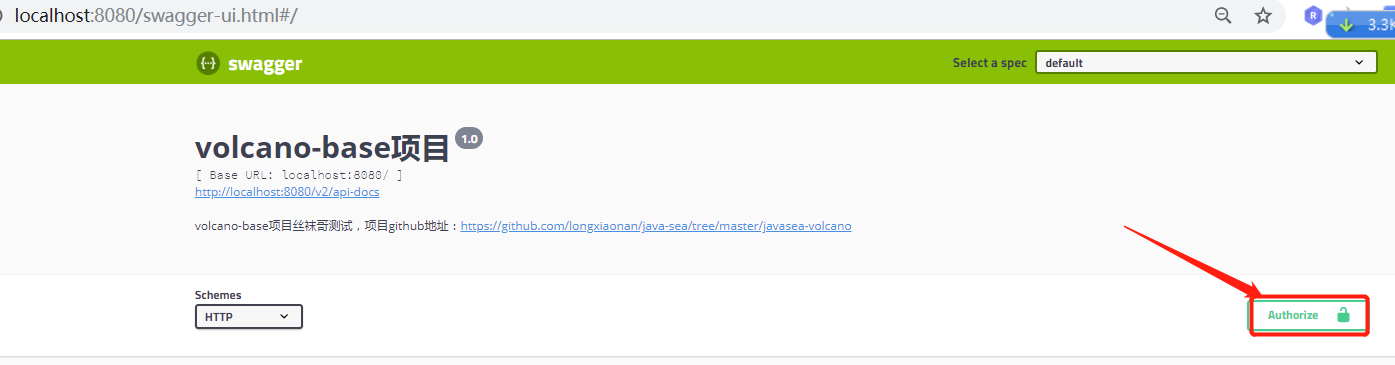 localhost:8080/swagger-ui.html#/
R
3.3k
{··}
swagger
Select a spec
default
volcano-base项目 1.0
[ Base URL: localhost:8080/ ]
http://localhost:8080/v2/api-docs
volcano-base项目丝袜哥测试，项目github地址：https://github.com/longxiaonan/java-sea/tree/master/javasea-volcano
Schemes
HTTP
Authorize